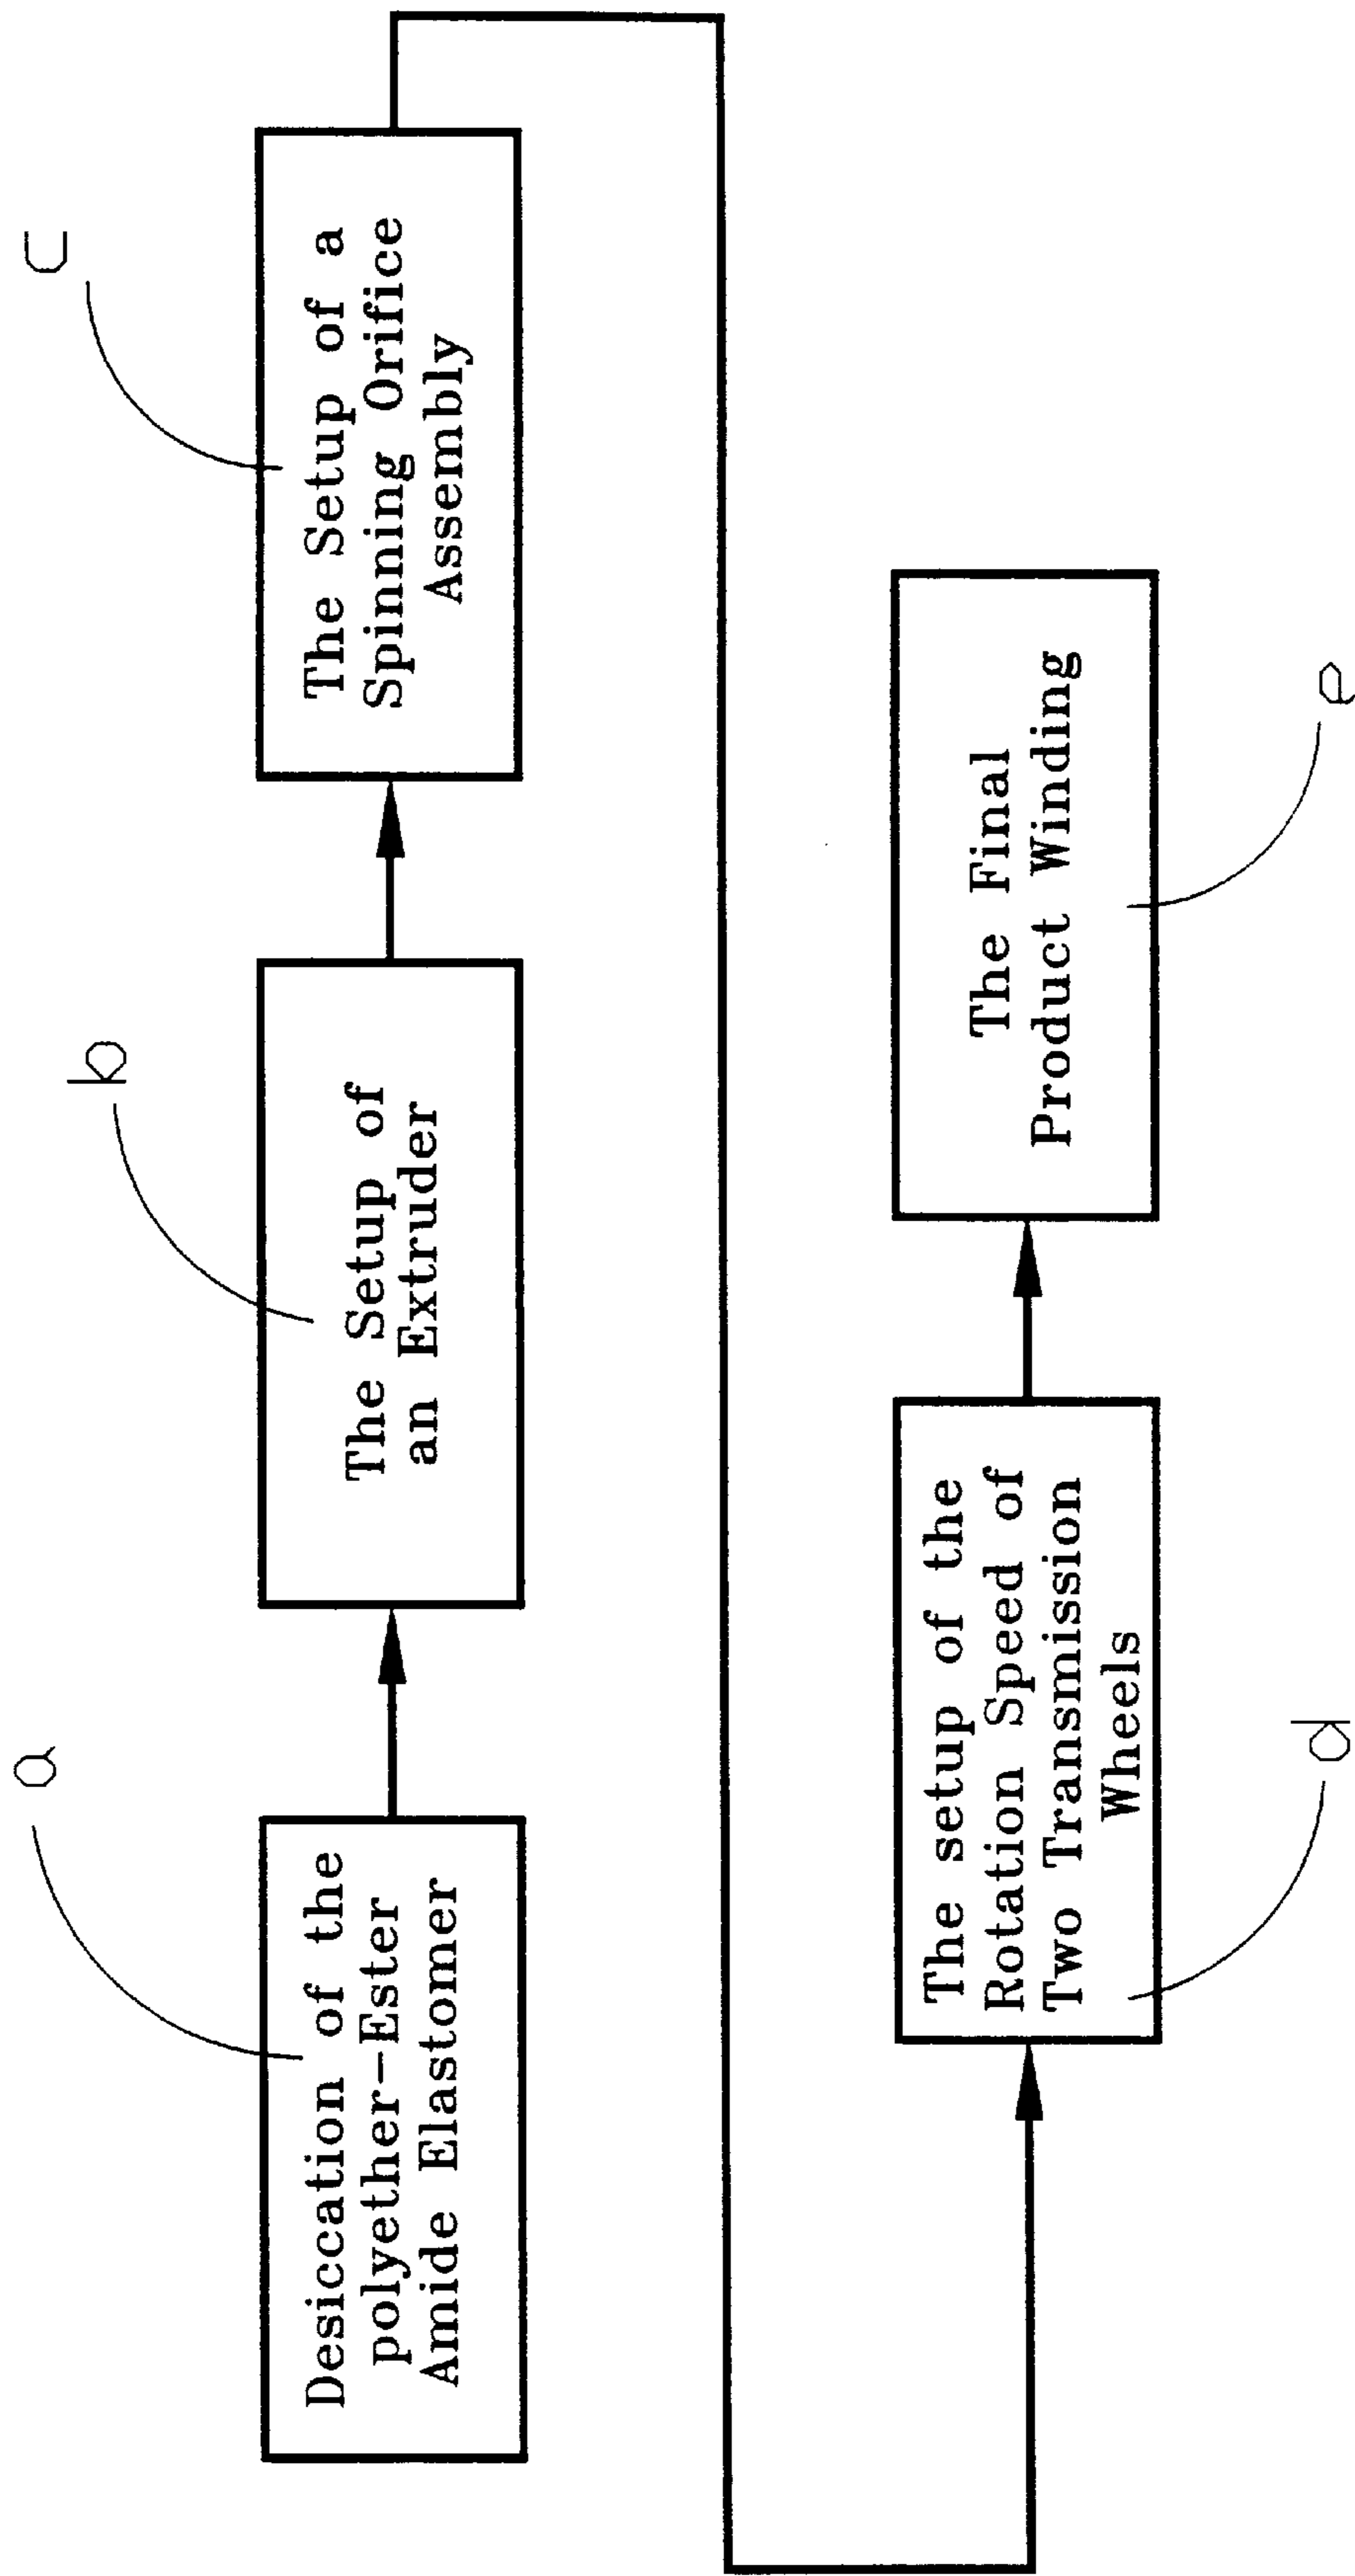 a
Desiccation of the
polyether-Ester
Amide Elastomer
b
The Setup of
an Extruder
c
The Setup of a
Spinning Orifice
Assembly
The setup of the
Rotation Speed of
Two Transmission
Wheels
d
The Final
Product Winding
e